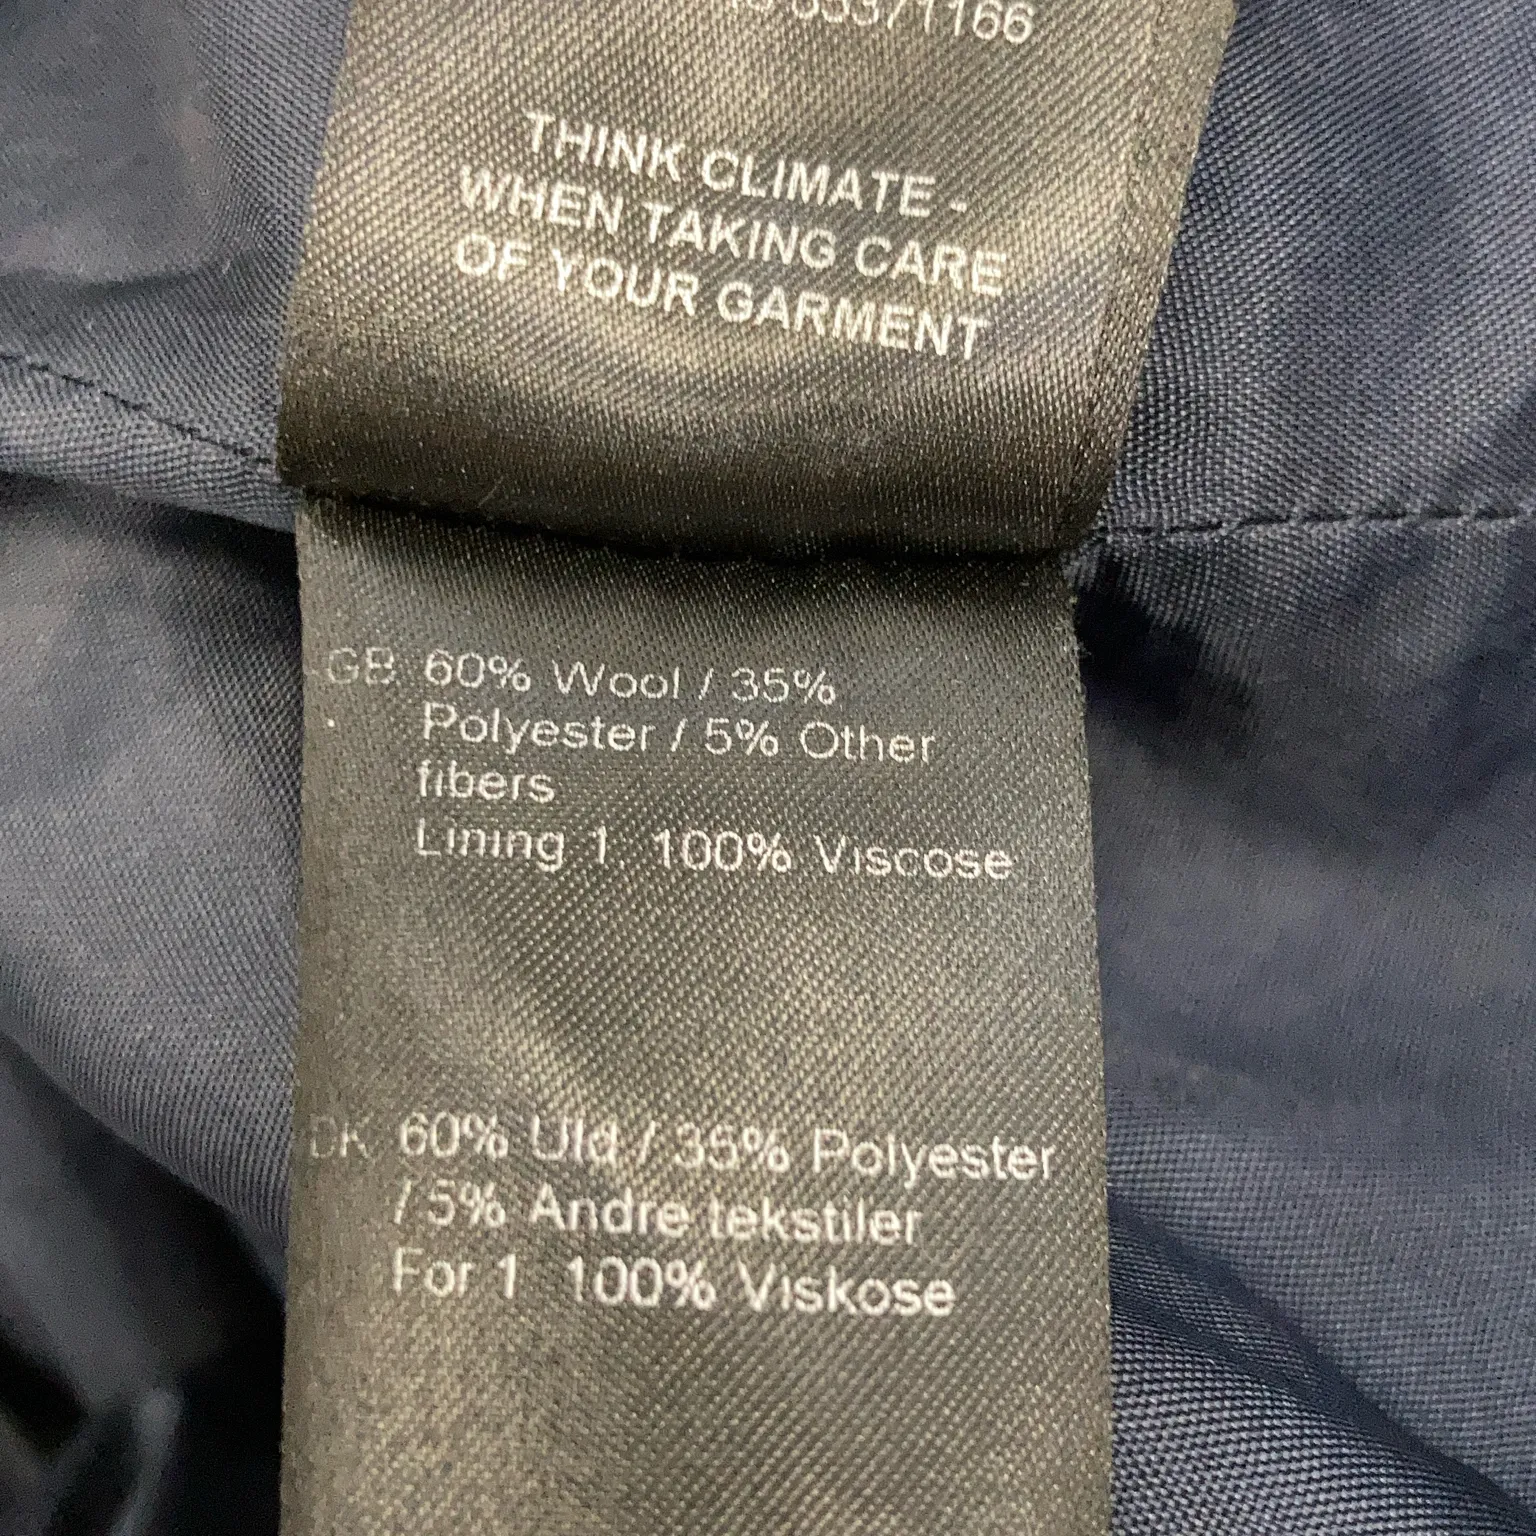 THINK CLIMATE -
WHEN TAKING CARE
OF YOUR GARMENT
GB 60% Wool / 35%
Polyester / 5% Other
fibers
Lining 1. 100% Viscose
DK 60% Uld / 35% Polyester
/ 5% Andre tekstiler
For 1 100% Viskose